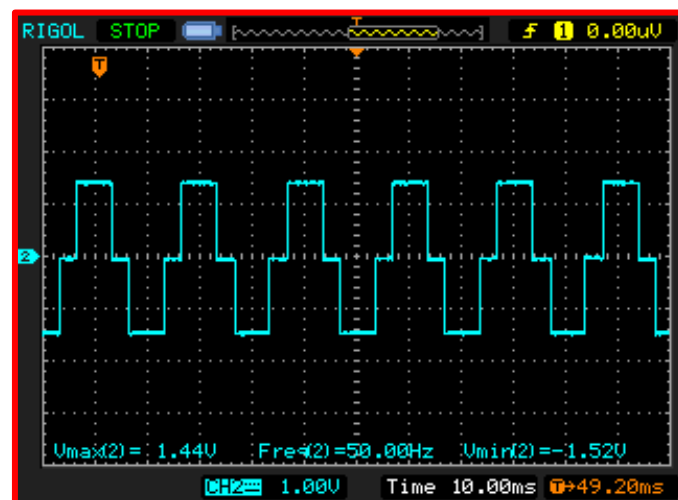 RIGOL STOP T f 1 0.00uV
T
2
Vmax(2)= 1.44V Freq(2)=50.00Hz Vmin(2)=-1.52V
CH2 1.00V Time 10.00ms T→49.20ms